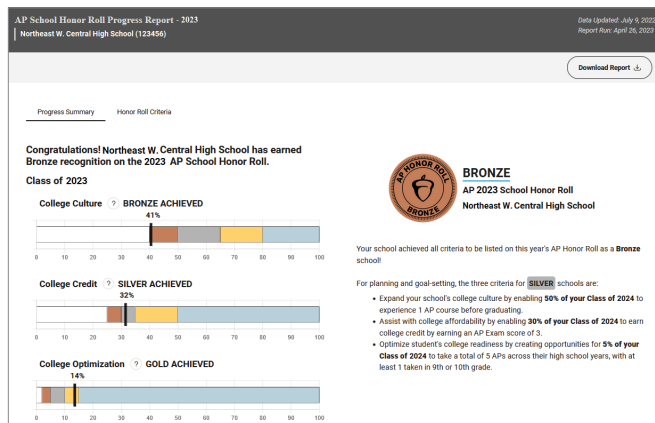 AP School Honor Roll Progress Report - 2023
Northeast W. Central High School (123456)
Data Updated: July 9, 2022
Report Run: April 26, 2023
Download Report
Progress Summary
Honor Roll Criteria
Congratulations! Northeast W. Central High School has earned
Bronze recognition on the 2023 AP School Honor Roll.
Class of 2023
College Culture ? BRONZE ACHIEVED
41%
0 10 20 30 40 50 60 70 80 90 100
College Credit ? SILVER ACHIEVED
32%
0 10 20 30 40 50 60 70 80 90 100
College Optimization ? GOLD ACHIEVED
14%
0 10 20 30 40 50 60 70 80 90 100
AP HONOR ROLL
BRONZE
BRONZE
AP 2023 School Honor Roll
Northeast W. Central High School
Your school achieved all criteria to be listed on this year's AP Honor Roll as a Bronze
school!
For planning and goal-setting, the three criteria for SILVER schools are:
• Expand your school's college culture by enabling 50% of your Class of 2024 to
experience 1 AP course before graduating.
• Assist with college affordability by enabling 30% of your Class of 2024 to earn
college credit by earning an AP Exam score of 3.
• Optimize student's college readiness by creating opportunities for 5% of your
Class of 2024 to take a total of 5 APs across their high school years, with at
least 1 taken in 9th or 10th grade.